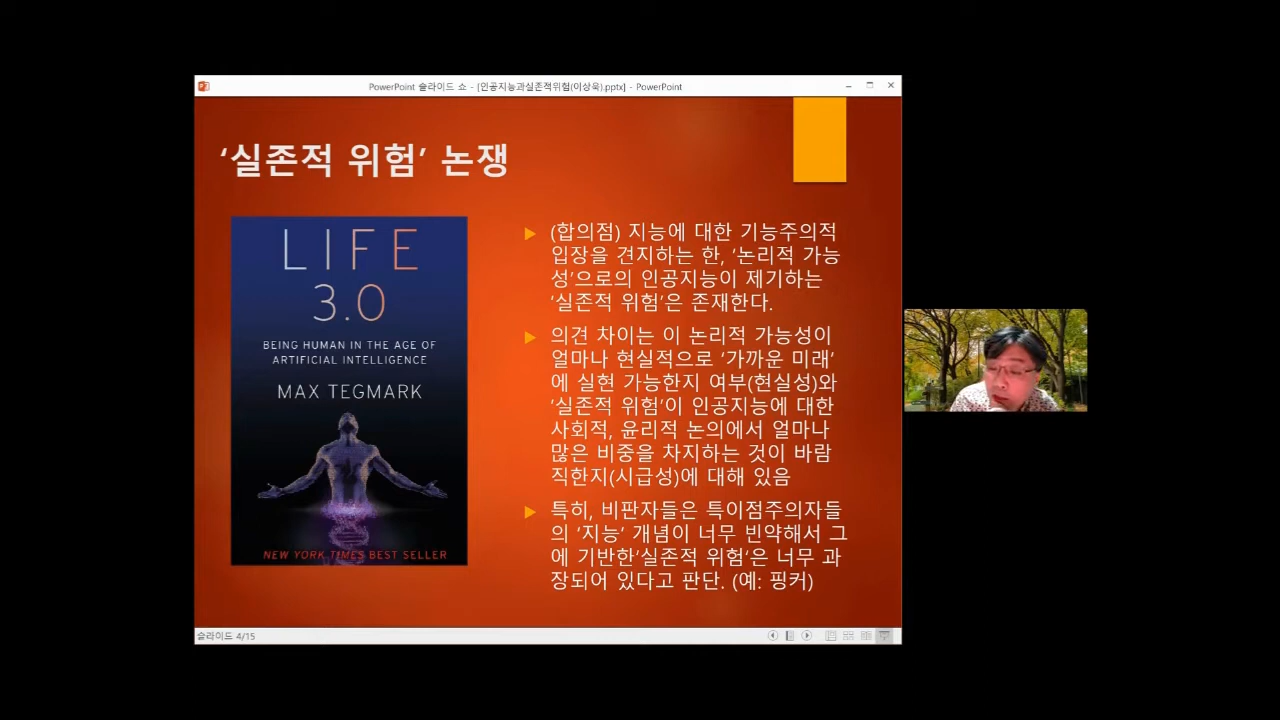 PowerPoint 슬라이드 쇼 - [인공지능과실존적위험(이상욱).pptx] - PowerPoint
‘실존적 위험’ 논쟁
LIFE
3.0
BEING HUMAN IN THE AGE OF
ARTIFICIAL INTELLIGENCE
MAX TEGMARK
NEW YORK TIMES BEST SELLER
(합의점) 지능에 대한 기능주의적
입장을 견지하는 한, ‘논리적 가능
성’으로의 인공지능이 제기하는
‘실존적 위험’은 존재한다.
의견 차이는 이 논리적 가능성이
얼마나 현실적으로 ‘가까운 미래‘
에 실현 가능한지 여부(현실성)와
‘실존적 위험’이 인공지능에 대한
사회적, 윤리적 논의에서 얼마나
많은 비중을 차지하는 것이 바람
직한지(시급성)에 대해 있음
특히, 비판자들은 특이점주의자들
의 ‘지능’ 개념이 너무 빈약해서 그
에 기반한‘실존적 위험‘은 너무 과
장되어 있다고 판단. (예: 핑커)
슬라이드 4/15